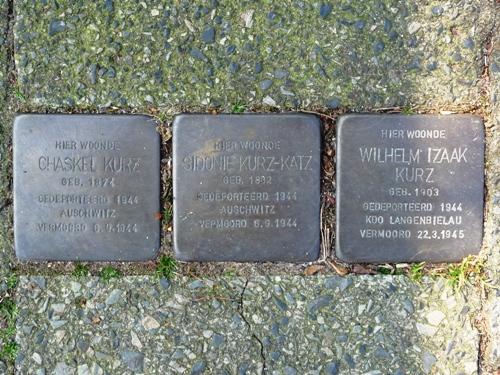 HIER WOONDE
CHASKEL KURZ
GEB. 1874
GEDEPORTEERD 1944
AUSCHWITZ
VERMOORD 6.9.1944
HIER WOONDE
SIDONIE KURZ-KATZ
GEB. 1882
GEDEPORTEERD 1944
AUSCHWITZ
VERMOORD 6.9.1944
HIER WOONDE
WILHELM IZAAK
KURZ
GEB. 1903
GEDEPORTEERD 1944
KDO LANGENBIELAU
VERMOORD 22.3.1945